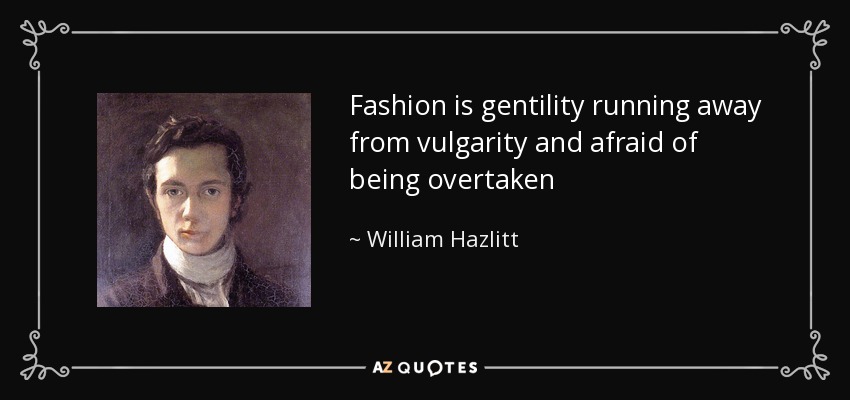 Fashion is gentility running away
from vulgarity and afraid of
being overtaken
~ William Hazlitt
AZ QUOTES